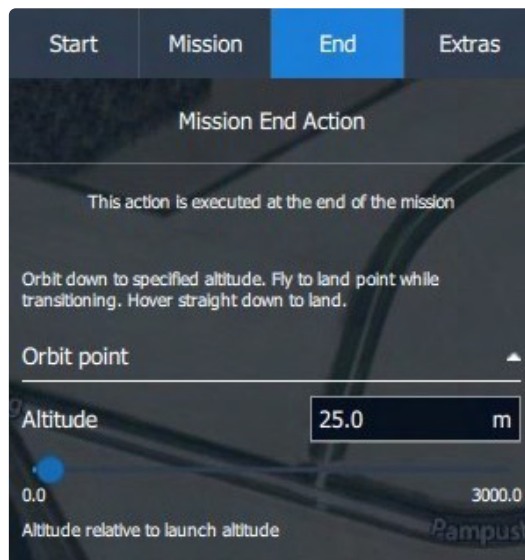 Start Mission End Extras
Mission End Action
This action is executed at the end of the mission
Orbit down to specified altitude. Fly to land point while
transitioning. Hover straight down to land.
Orbit point
Altitude 25.0 m
0.0 3000.0
Altitude relative to launch altitude
Pampus